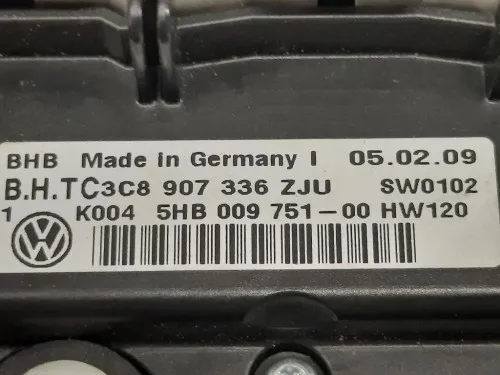 BHB Made in Germany I 05.02.09
B.H.TC3C8 907 336 ZJU SW0102
1 K004 5HB 009 751-00 HW120